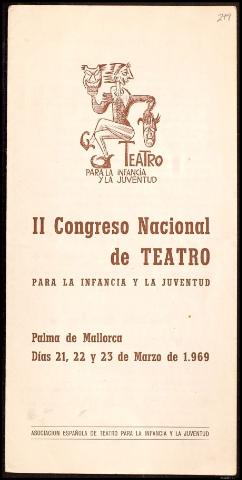 219
TEATRO
PARA LA INFANCIA
Y LA JUVENTUD
II Congreso Nacional
de TEATRO
PARA LA INFANCIA Y LA JUVENTUD
Palma de Mallorca
Días 21, 22 y 23 de Marzo de 1.969
ASOCIACION ESPAÑOLA DE TEATRO PARA LA INFANCIA Y LA JUVENTUD